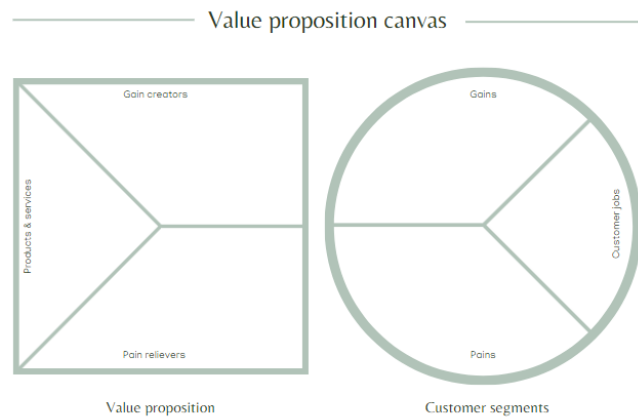 Value proposition canvas
Gain creators
Products & services
Pain relievers
Value proposition
Gains
Customer jobs
Pains
Customer segments